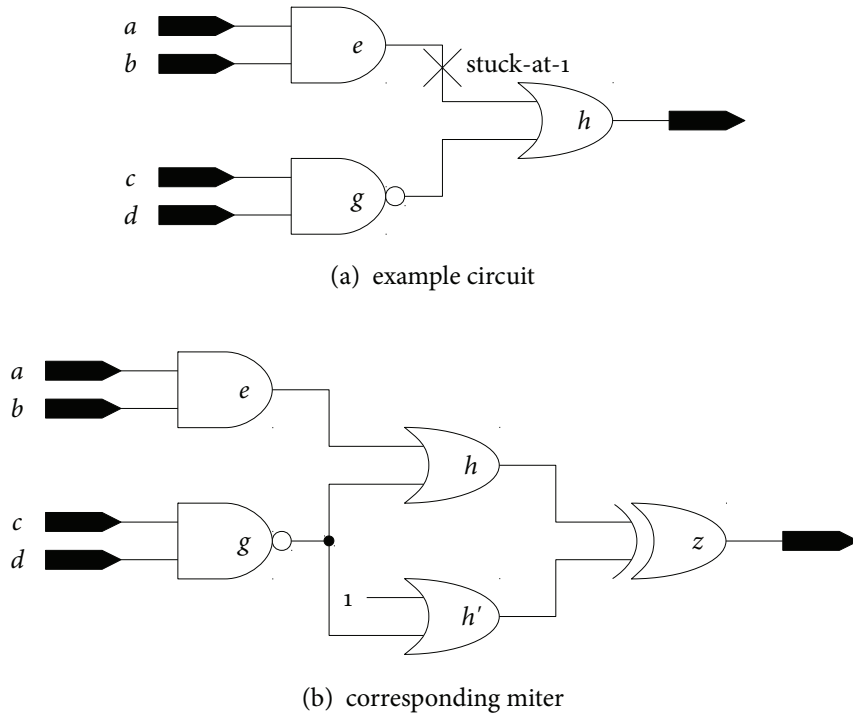 a
e
b
stuck-at-1
h
c
g
d
(a) example circuit
a
e
b
h
c
g
z
d
1
h'
(b) corresponding miter